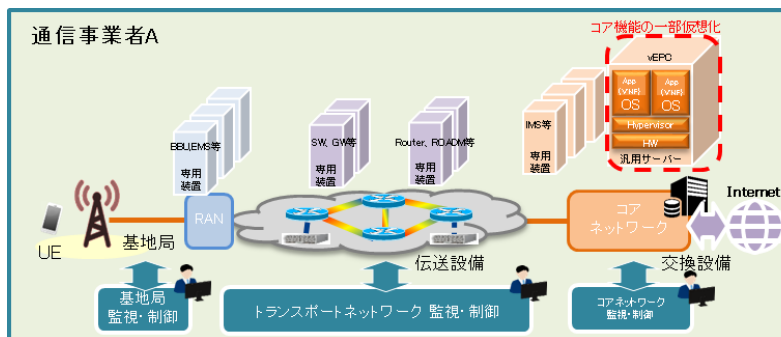 通信事業者A
コア機能の一部仮想化
vEPC
App
(VNF)
OS
App
(VNF)
OS
Hypervisor
HW
汎用サーバー
BBU,EMS等
専用
装置
SW、GW等
専用
装置
Router、ROADM等
専用
装置
IMS等
専用
装置
UE
基地局
RAN
伝送設備
コア
ネットワーク
交換設備
Internet
基地局
監視・制御
トランスポートネットワーク 監視・制御
コアネットワーク
監視・制御